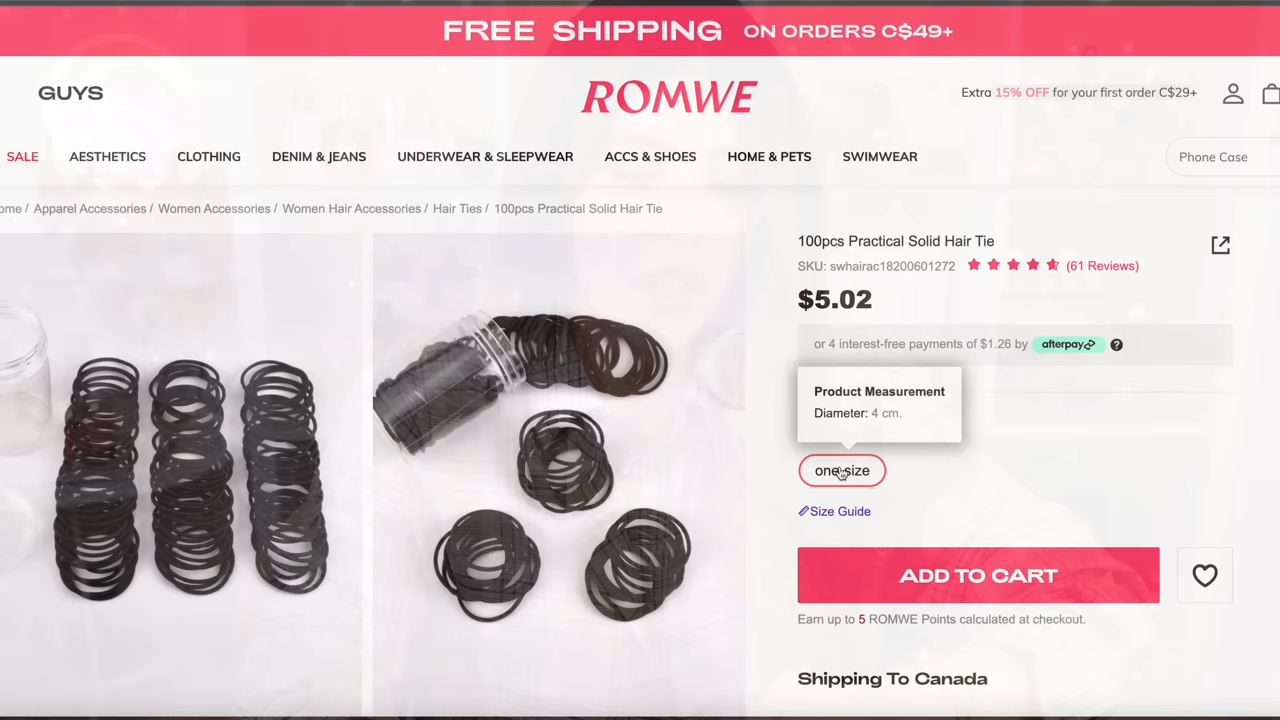 FREE SHIPPING ON ORDERS C$49+
GUYS
ROMWE
Extra 15% OFF for your first order C$29+
SALE AESTHETICS CLOTHING DENIM & JEANS UNDERWEAR & SLEEPWEAR ACCS & SHOES HOME & PETS SWIMWEAR
Phone Case
ome / Apparel Accessories / Women Accessories / Women Hair Accessories / Hair Ties / 100pcs Practical Solid Hair Tie
100pcs Practical Solid Hair Tie
SKU: swhairac18200601272 (61 Reviews)
$5.02
or 4 interest-free payments of $1.26 by afterpay ?
Product Measurement
Diameter: 4 cm.
one-size
Size Guide
ADD TO CART
Earn up to 5 ROMWE Points calculated at checkout.
Shipping To Canada